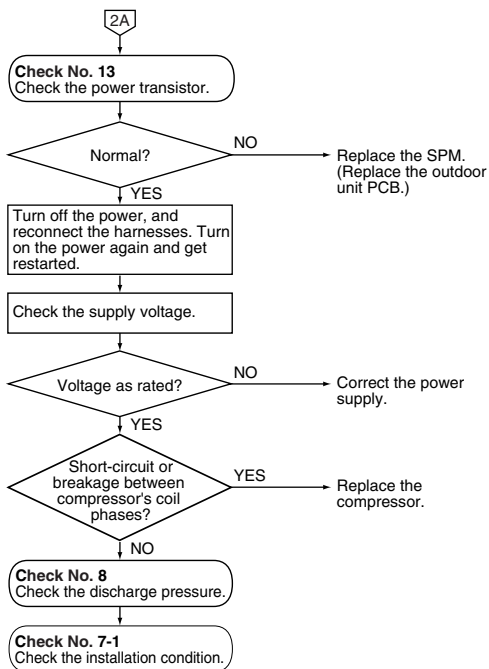 2A
Check No. 13
Check the power transistor.
Normal?
NO
Replace the SPM.
(Replace the outdoor
unit PCB.)
YES
Turn off the power, and
reconnect the harnesses. Turn
on the power again and get
restarted.
Check the supply voltage.
Voltage as rated?
NO
Correct the power
supply.
YES
Short-circuit or
breakage between
compressor's coil
phases?
YES
Replace the
compressor.
NO
Check No. 8
Check the discharge pressure.
Check No. 7-1
Check the installation condition.